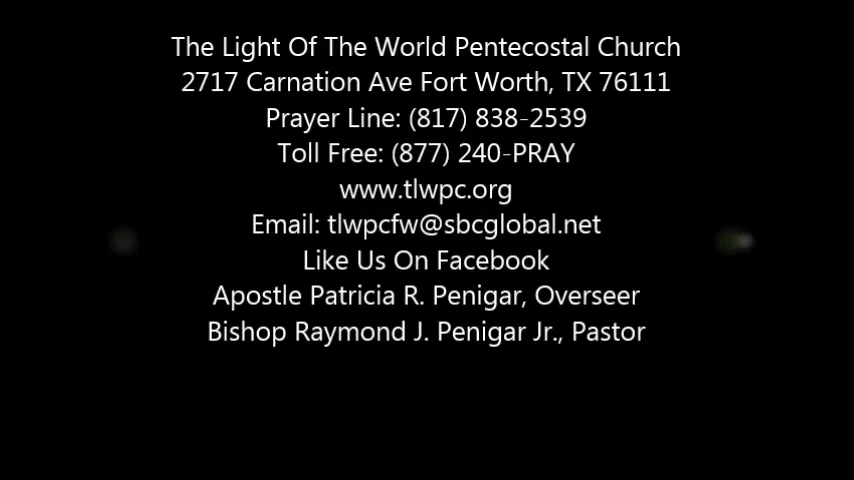 The Light Of The World Pentecostal Church
2717 Carnation Ave Fort Worth, TX 76111
Prayer Line: (817) 838-2539
Toll Free: (877) 240-PRAY
www.tlwpc.org
Email: tlwpcfw@sbcglobal.net
Like Us On Facebook
Apostle Patricia R. Penigar, Overseer
Bishop Raymond J. Penigar Jr., Pastor